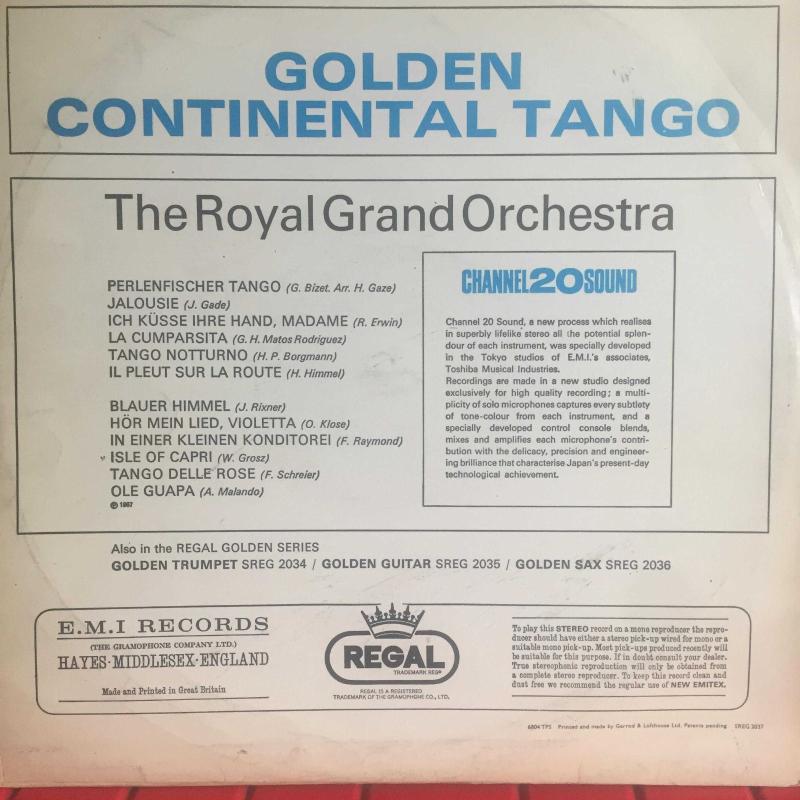 GOLDEN
CONTINENTAL TANGO
The Royal Grand Orchestra
PERLENFISCHER TANGO (G. Bizet. Arr. H. Gaze)
JALOUSIE (J. Gade)
ICH KÜSSE IHRE HAND, MADAME (R. Erwin)
LA CUMPARSITA (G. H. Matos Rodriguez)
TANGO NOTTURNO (H. P. Borgmann)
IL PLEUT SUR LA ROUTE (H. Himmel)
BLAUER HIMMEL (J. Rixner)
HÖR MEIN LIED, VIOLETTA (O. Klose)
IN EINER KLEINEN KONDITOREI (F. Raymond)
ISLE OF CAPRI (W. Grosz)
TANGO DELLE ROSE (F. Schreier)
OLE GUAPA (A. Malando)
℗ 1967
CHANNEL 20 SOUND
Channel 20 Sound, a new process which realises
in superbly lifelike stereo all the potential splen-
dour of each instrument, was specially developed
in the Tokyo studios of E.M.I.'s associates,
Toshiba Musical Industries.
Recordings are made in a new studio designed
exclusively for high quality recording; a multi-
plicity of solo microphones captures every subtlety
of tone-colour from each instrument, and a
specially developed control console blends,
mixes and amplifies each microphone's contri-
bution with the delicacy, precision and engineer-
ing brilliance that characterise Japan's present-day
technological achievement.
Also in the REGAL GOLDEN SERIES
GOLDEN TRUMPET SREG 2034 / GOLDEN GUITAR SREG 2035 / GOLDEN SAX SREG 2036
E.M.I RECORDS
(THE GRAMOPHONE COMPANY LTD.)
HAYES·MIDDLESEX·ENGLAND
Made and Printed in Great Britain
REGAL
TRADEMARK REGD
REGAL IS A REGISTERED
TRADEMARK OF THE GRAMOPHONE CO., LTD.
To play this STEREO record on a mono reproducer the repro-
ducer should have either a stereo pick-up wired for mono or a
suitable mono pick-up. Most pick-ups produced recently will
be suitable for this purpose. If in doubt consult your dealer.
True stereophonic reproduction will only be obtained from
a complete stereo reproducer. To keep this record clean and
dust free we recommend the regular use of NEW EMITEX.
6804 TPS Printed and made by Garrod & Lofthouse Ltd. Patents pending SREG 2037